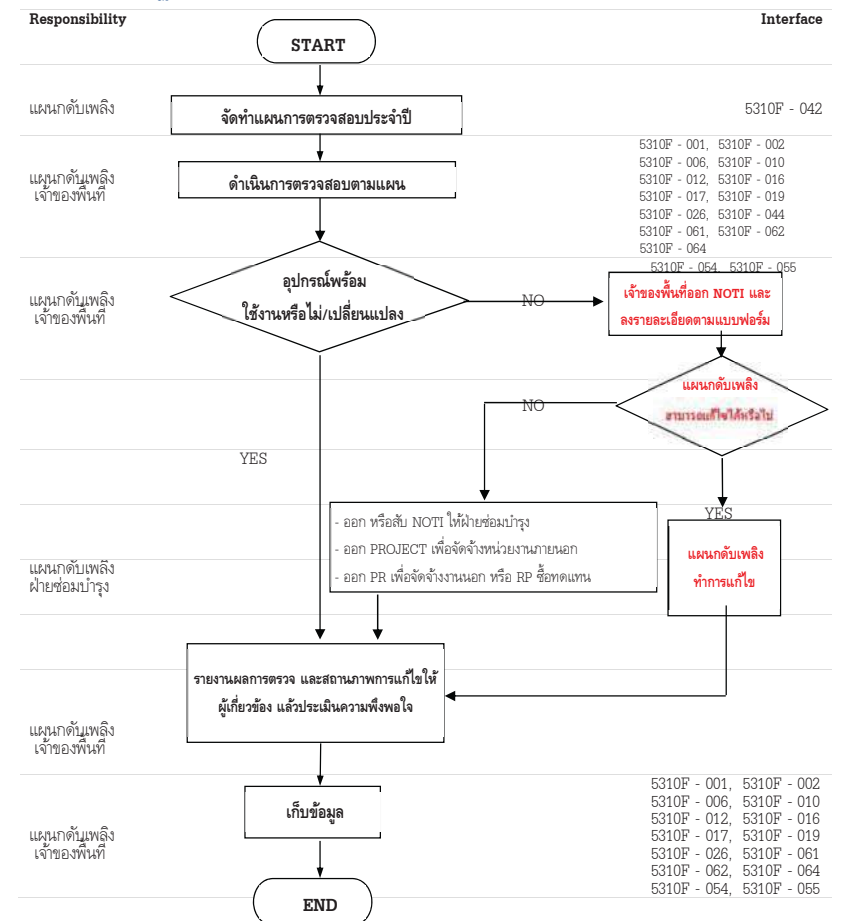 Responsibility
Interface
START
แผนกดับเพลิง
จัดทำแผนการตรวจสอบประจำปี
5310F - 042
แผนกดับเพลิง
เจ้าของพื้นที่
ดำเนินการตรวจสอบตามแผน
5310F - 001, 5310F - 002
5310F - 006, 5310F - 010
5310F - 012, 5310F - 016
5310F - 017, 5310F - 019
5310F - 026, 5310F - 044
5310F - 061, 5310F - 062
5310F - 064
5310F - 054, 5310F - 055
แผนกดับเพลิง
เจ้าของพื้นที่
อุปกรณ์พร้อม
ใช้งานหรือไม่/เปลี่ยนแปลง
NO
เจ้าของพื้นที่ออก NOTI และ
ลงรายละเอียดตามแบบฟอร์ม
แผนกดับเพลิง
สามารถแก้ไขได้หรือไม่
NO
YES
YES
แผนกดับเพลิง
ฝ่ายซ่อมบำรุง
- ออก หรือสับ NOTI ให้ฝ่ายซ่อมบำรุง
- ออก PROJECT เพื่อจัดจ้างหน่วยงานภายนอก
- ออก PR เพื่อจัดจ้างงานนอก หรือ RP ซื้อทดแทน
แผนกดับเพลิง
ทำการแก้ไข
รายงานผลการตรวจ และสถานภาพการแก้ไขให้
ผู้เกี่ยวข้อง แล้วประเมินความพึงพอใจ
แผนกดับเพลิง
เจ้าของพื้นที่
เก็บข้อมูล
แผนกดับเพลิง
เจ้าของพื้นที่
5310F - 001, 5310F - 002
5310F - 006, 5310F - 010
5310F - 012, 5310F - 016
5310F - 017, 5310F - 019
5310F - 026, 5310F - 061
5310F - 062, 5310F - 064
5310F - 054, 5310F - 055
END